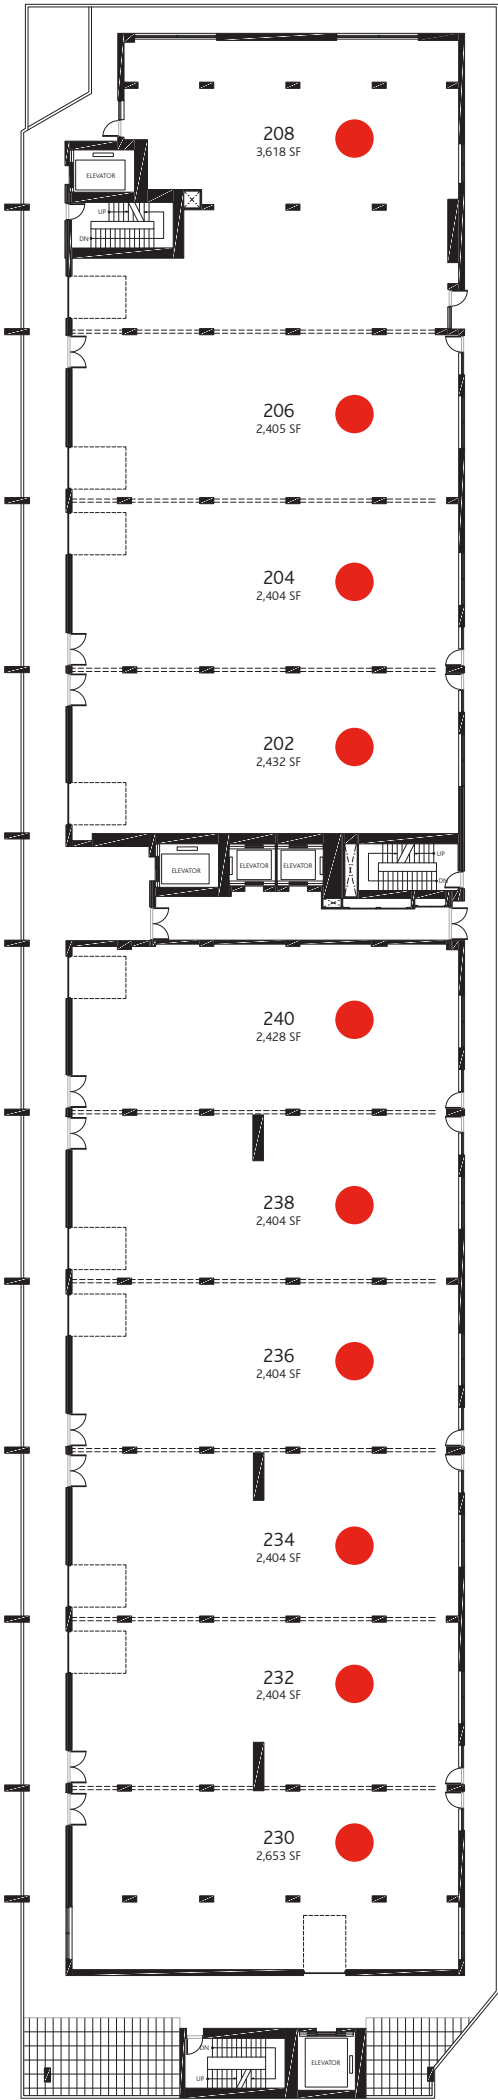 208
3,618 SF
ELEVATOR
UP
DN
206
2,405 SF
204
2,404 SF
202
2,432 SF
ELEVATOR
ELEVATOR
ELEVATOR
UP
DN
240
2,428 SF
238
2,404 SF
236
2,404 SF
234
2,404 SF
232
2,404 SF
230
2,653 SF
DN
UP
ELEVATOR